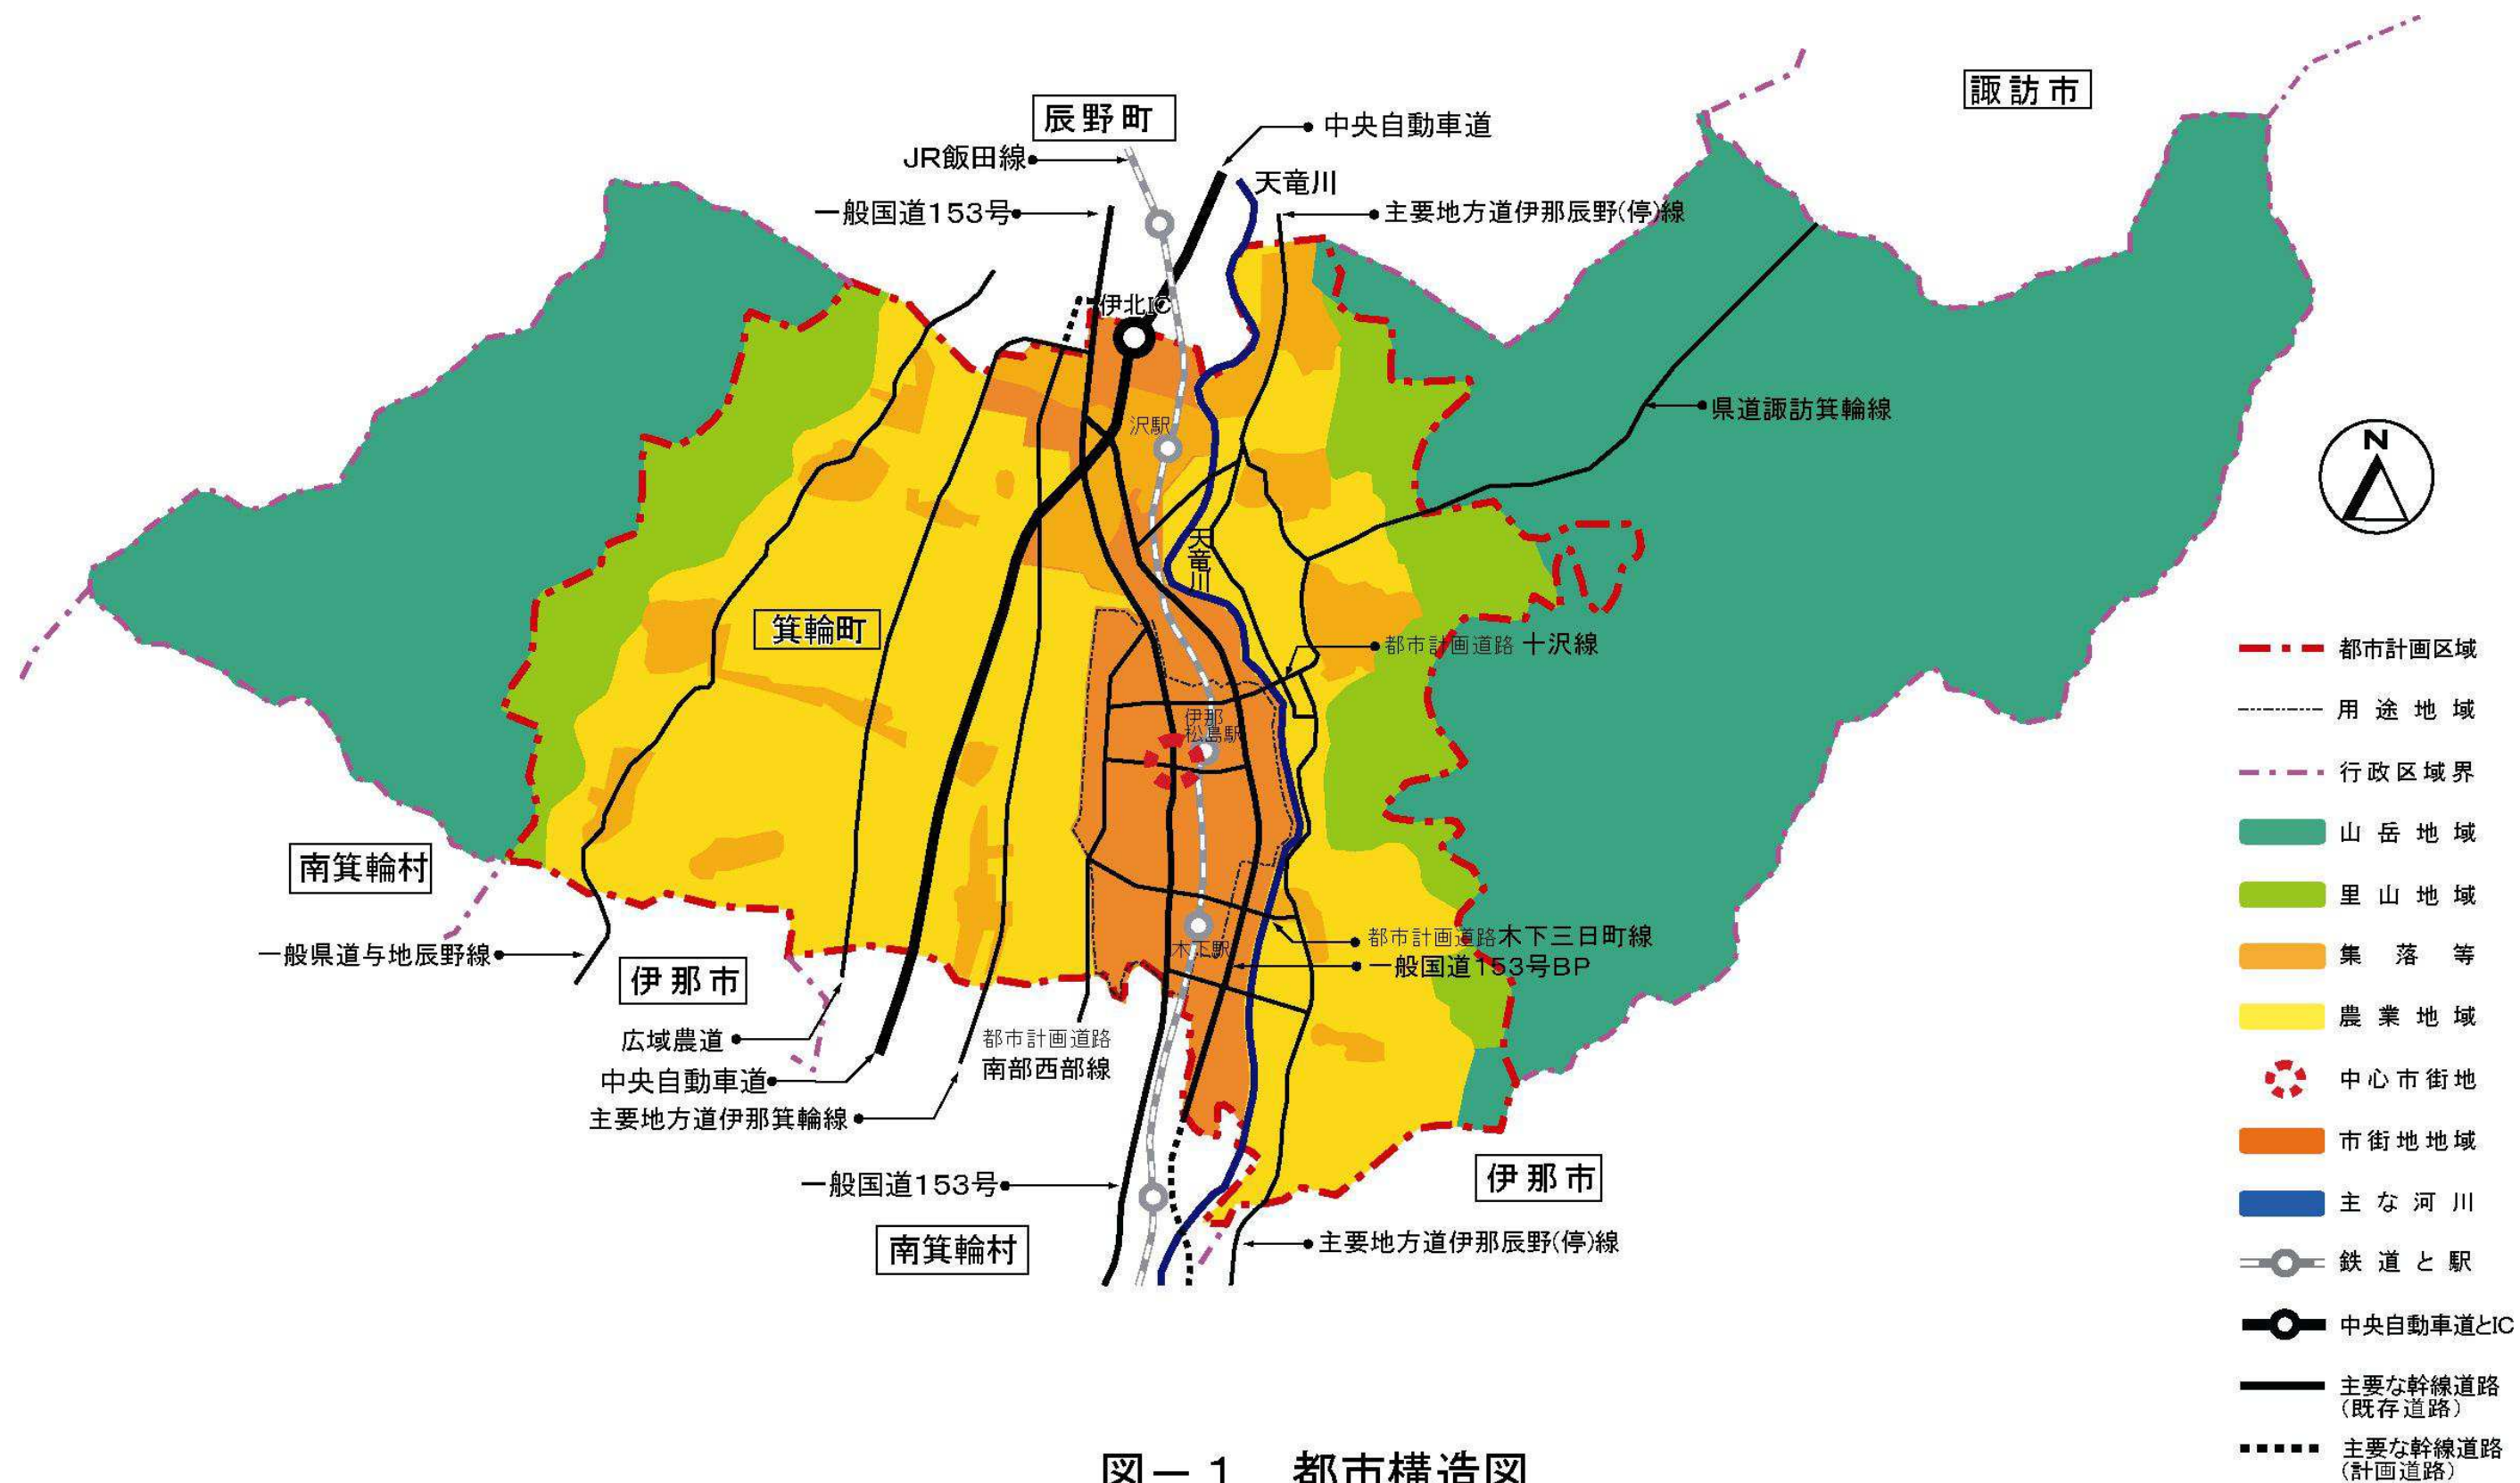 諏訪市
辰野町
中央自動車道
JR飯田線
天竜川
一般国道153号
主要地方道伊那辰野(停)線
伊北IC
県道諏訪箕輪線
沢駅
N
天竜川
箕輪町
都市計画道路 十沢線
伊那
松島駅
南箕輪村
木下駅
都市計画道路木下三日町線
一般国道153号BP
一般県道与地辰野線
伊那市
広域農道
都市計画道路
南部西部線
中央自動車道
主要地方道伊那箕輪線
一般国道153号
伊那市
南箕輪村
主要地方道伊那辰野(停)線
都市計画区域
用途地域
行政区域界
山岳地域
里山地域
集落等
農業地域
中心市街地
市街地地域
主な河川
鉄道と駅
中央自動車道とIC
主要な幹線道路
(既存道路)
主要な幹線道路
(計画道路)
図－1 都市構造図